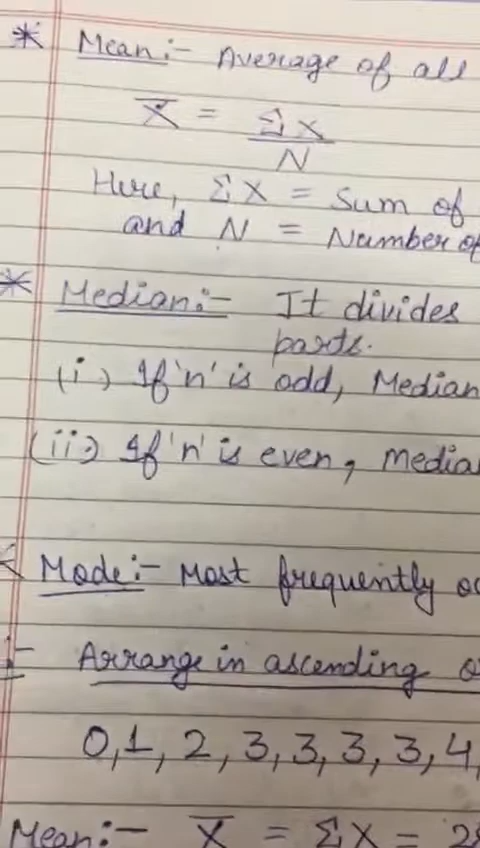 * Mean:- Average of all
X̄ = ΣX
N
Here, ΣX = Sum of
and N = Number of
* Median:- It divides
parts.
(i) If 'n' is odd, Median
(ii) If 'n' is even, Media
Mode:- Most frequently
:- Arrange in ascending
0, 1, 2, 3, 3, 3, 3, 4,
Mean:- X̄ = ΣX =